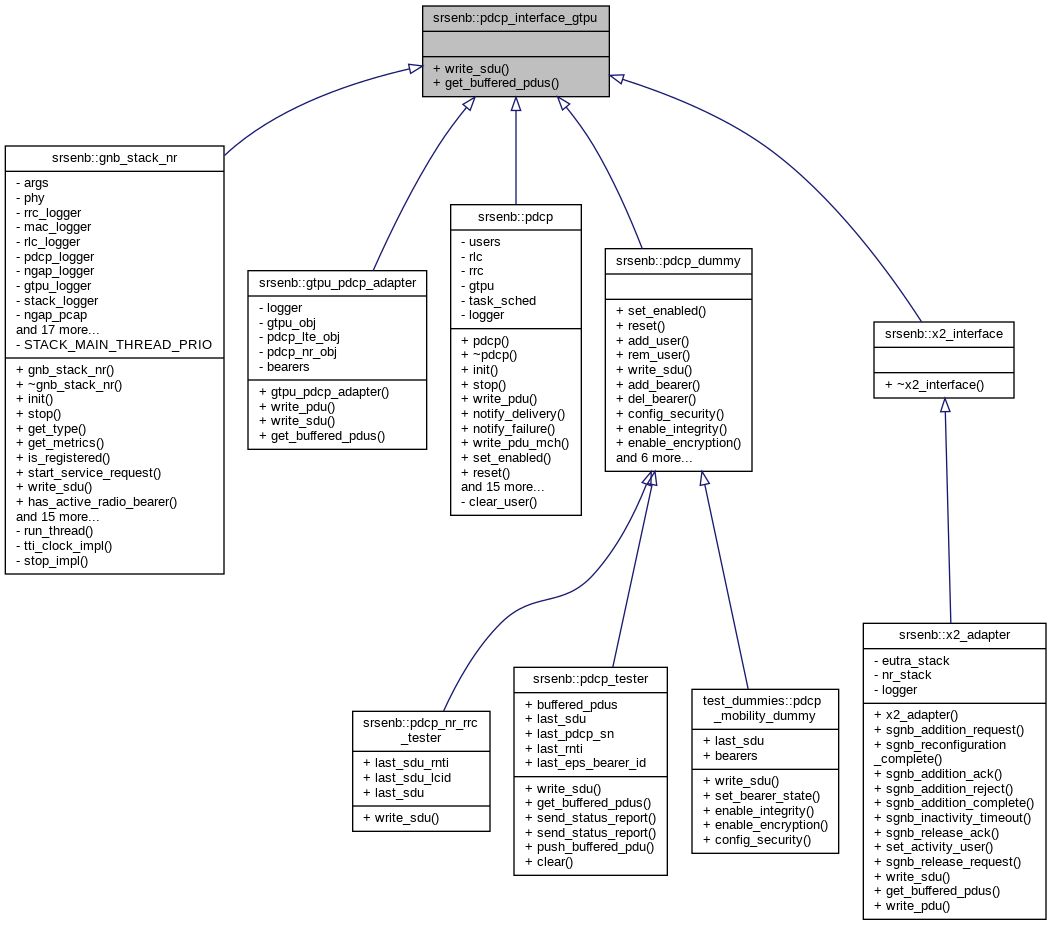 srsenb::pdcp_interface_gtpu
+ write_sdu()
+ get_buffered_pdus()
srsenb::gnb_stack_nr
- args
- phy
- rrc_logger
- mac_logger
- rlc_logger
- pdcp_logger
- ngap_logger
- gtpu_logger
- stack_logger
- ngap_pcap
and 17 more...
- STACK_MAIN_THREAD_PRIO
+ gnb_stack_nr()
+ ~gnb_stack_nr()
+ init()
+ stop()
+ get_type()
+ get_metrics()
+ is_registered()
+ start_service_request()
+ write_sdu()
+ has_active_radio_bearer()
and 15 more...
- run_thread()
- tti_clock_impl()
- stop_impl()
srsenb::gtpu_pdcp_adapter
- logger
- gtpu_obj
- pdcp_lte_obj
- pdcp_nr_obj
- bearers
+ gtpu_pdcp_adapter()
+ write_pdu()
+ write_sdu()
+ get_buffered_pdus()
srsenb::pdcp
- users
- rlc
- rrc
- gtpu
- task_sched
- logger
+ pdcp()
+ ~pdcp()
+ init()
+ stop()
+ write_pdu()
+ notify_delivery()
+ notify_failure()
+ write_pdu_mch()
+ set_enabled()
+ reset()
and 15 more...
- clear_user()
srsenb::pdcp_dummy
+ set_enabled()
+ reset()
+ add_user()
+ rem_user()
+ write_sdu()
+ add_bearer()
+ del_bearer()
+ config_security()
+ enable_integrity()
+ enable_encryption()
and 6 more...
srsenb::x2_interface
+ ~x2_interface()
srsenb::pdcp_nr_rrc
_tester
+ last_sdu_rnti
+ last_sdu_lcid
+ last_sdu
+ write_sdu()
srsenb::pdcp_tester
+ buffered_pdus
+ last_sdu
+ last_pdcp_sn
+ last_rnti
+ last_eps_bearer_id
+ write_sdu()
+ get_buffered_pdus()
+ send_status_report()
+ send_status_report()
+ push_buffered_pdu()
+ clear()
test_dummies::pdcp
_mobility_dummy
+ last_sdu
+ bearers
+ write_sdu()
+ set_bearer_state()
+ enable_integrity()
+ enable_encryption()
+ config_security()
srsenb::x2_adapter
- eutra_stack
- nr_stack
- logger
+ x2_adapter()
+ sgnb_addition_request()
+ sgnb_reconfiguration
_complete()
+ sgnb_addition_ack()
+ sgnb_addition_reject()
+ sgnb_addition_complete()
+ sgnb_inactivity_timeout()
+ sgnb_release_ack()
+ set_activity_user()
+ sgnb_release_request()
+ write_sdu()
+ get_buffered_pdus()
+ write_pdu()